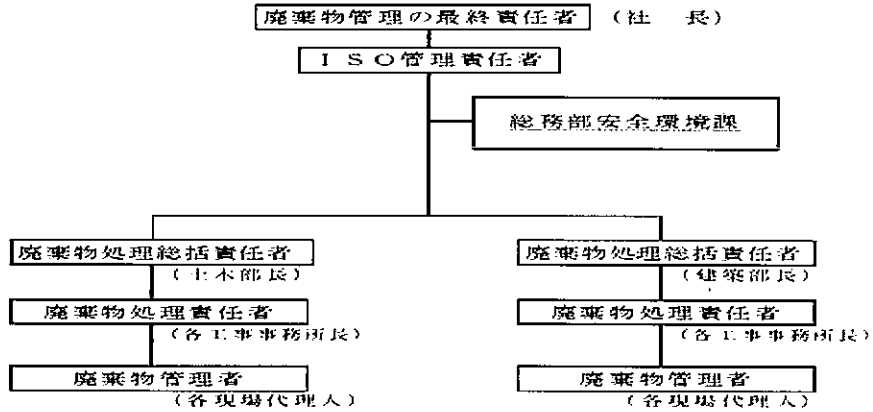 廃棄物管理の最終責任者 (社 長)
ISO管理責任者
総務部安全環境課
廃棄物処理総括責任者
(土木部長)
廃棄物処理責任者
(各工事事務所長)
廃棄物管理者
(各現場代理人)
廃棄物処理総括責任者
(建築部長)
廃棄物処理責任者
(各工事事務所長)
廃棄物管理者
(各現場代理人)